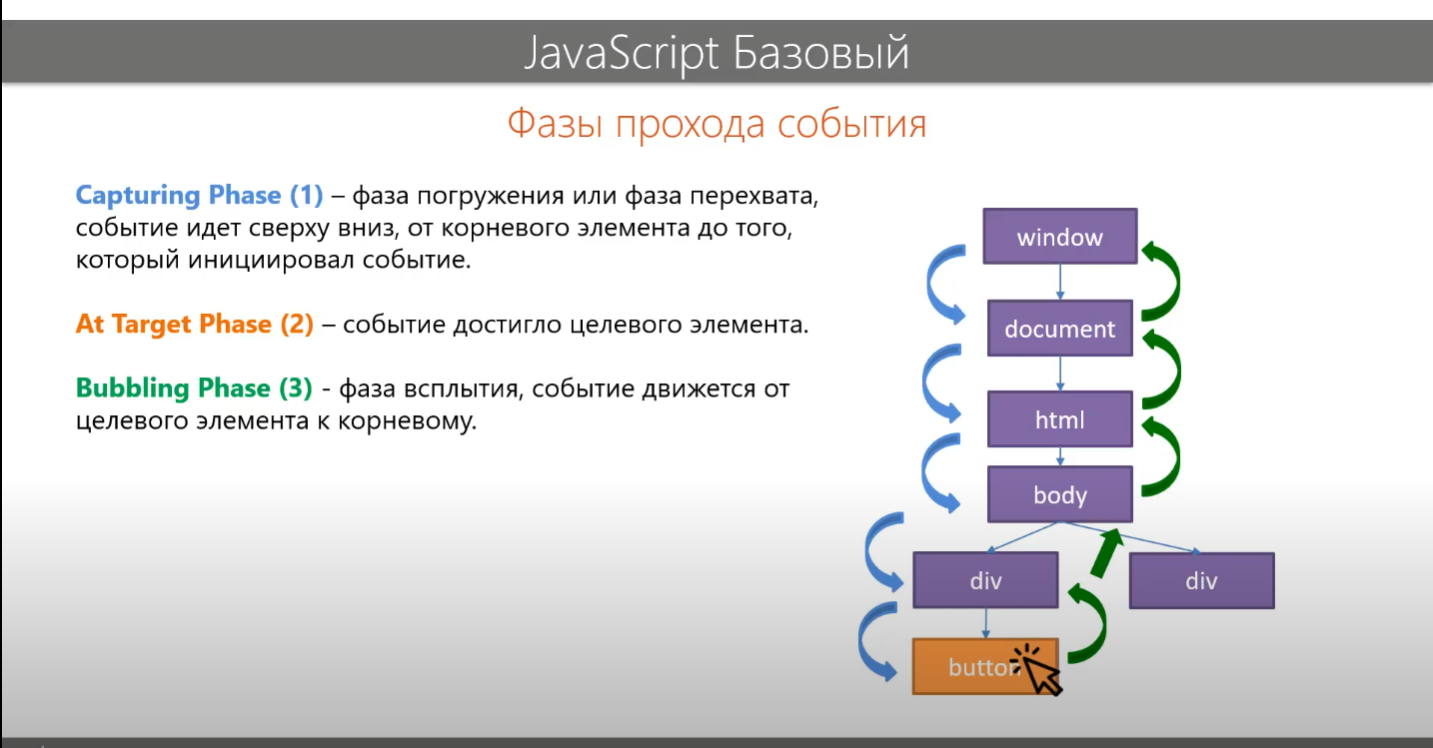 JavaScript Базовый
Фазы прохода события
Capturing Phase (1) – фаза погружения или фаза перехвата,
событие идет сверху вниз, от корневого элемента до того,
который инициировал событие.
At Target Phase (2) – событие достигло целевого элемента.
Bubbling Phase (3) - фаза всплытия, событие движется от
целевого элемента к корневому.
window
document
html
body
div
div
button